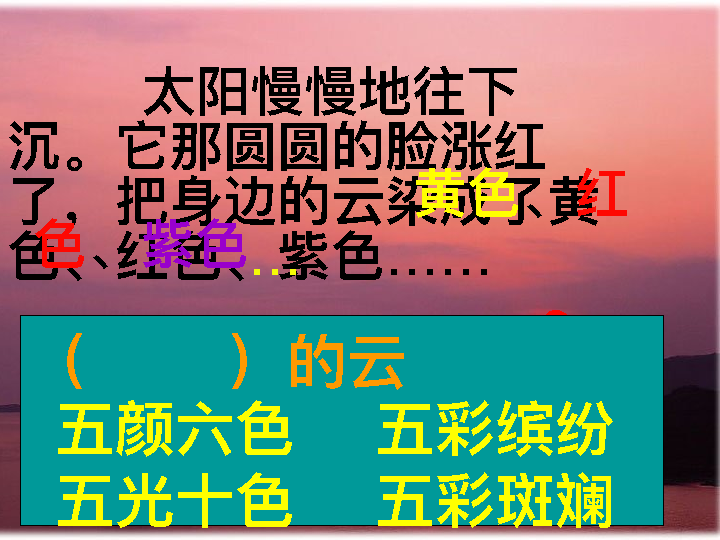 太阳慢慢地往下
沉。它那圆圆的脸涨红
了，把身边的云染成了黄
色、红色、紫色……
黄色、红
色、紫色…
（ ）的云
五颜六色 五彩缤纷
五光十色 五彩斑斓